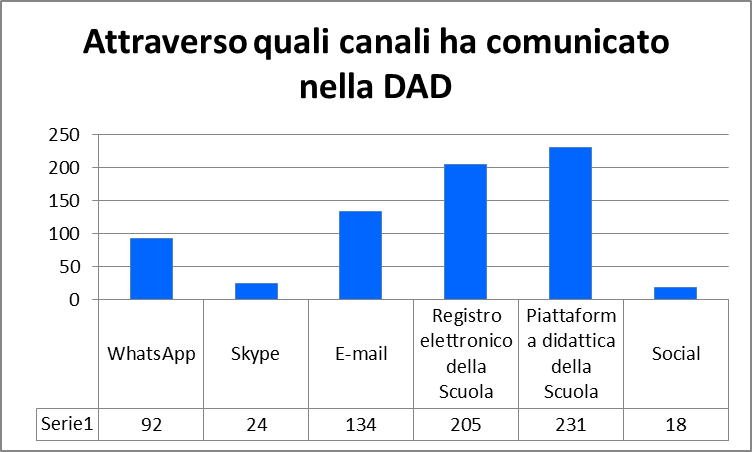 Attraverso quali canali ha comunicato
nella DAD
250
200
150
100
50
0
WhatsApp
Skype
E-mail
Registro
elettronico
della
Scuola
Piattaform
a didattica
della
Scuola
Social
Serie1 92 24 134 205 231 18